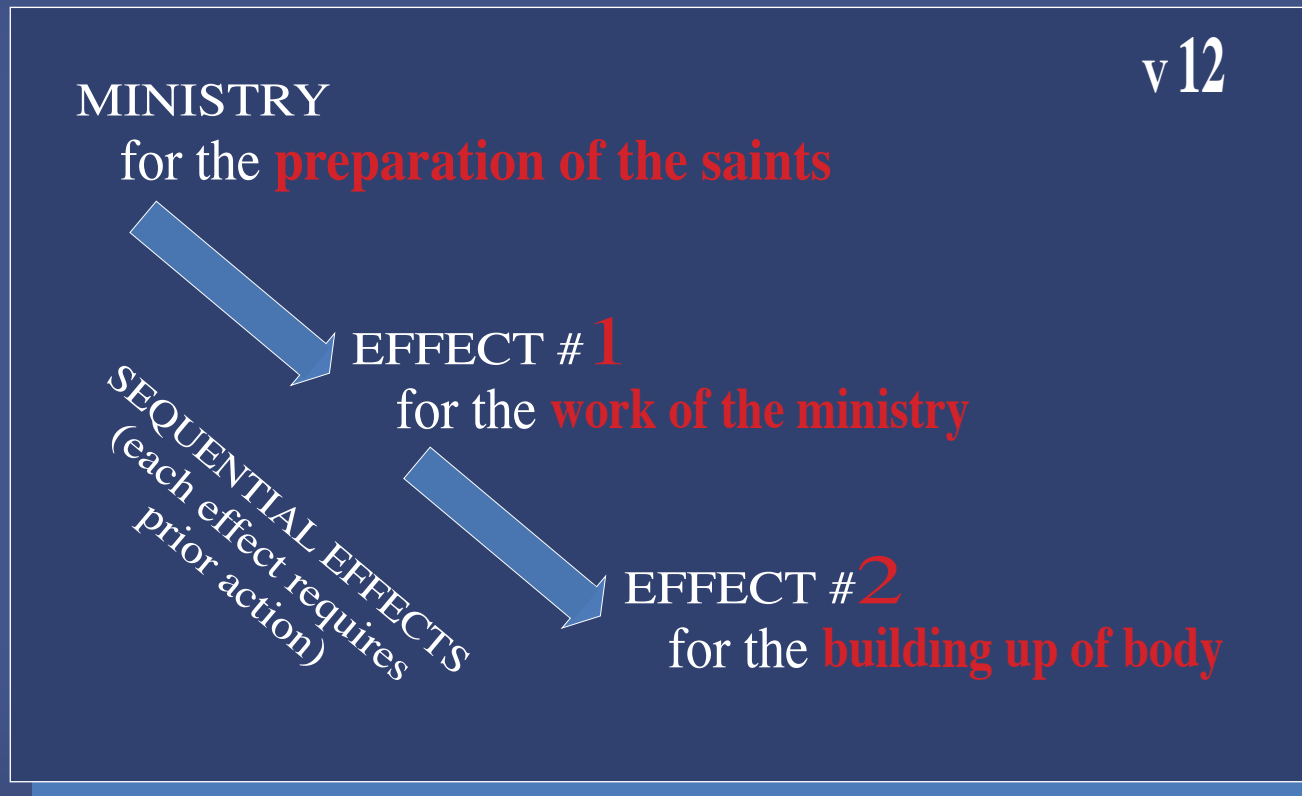 v 12
MINISTRY
for the preparation of the saints
EFFECT #1
for the work of the ministry
SEQUENTIAL EFFECTS
(each effect requires
prior action)
EFFECT #2
for the building up of body